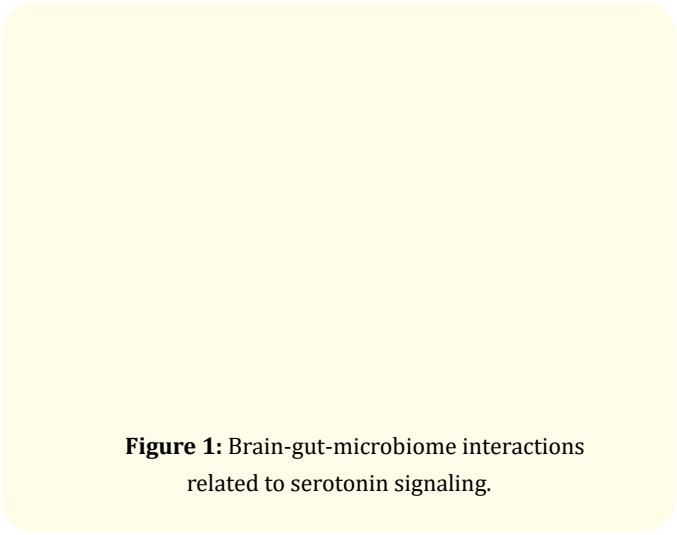 Figure 1: Brain-gut-microbiome interactions
related to serotonin signaling.